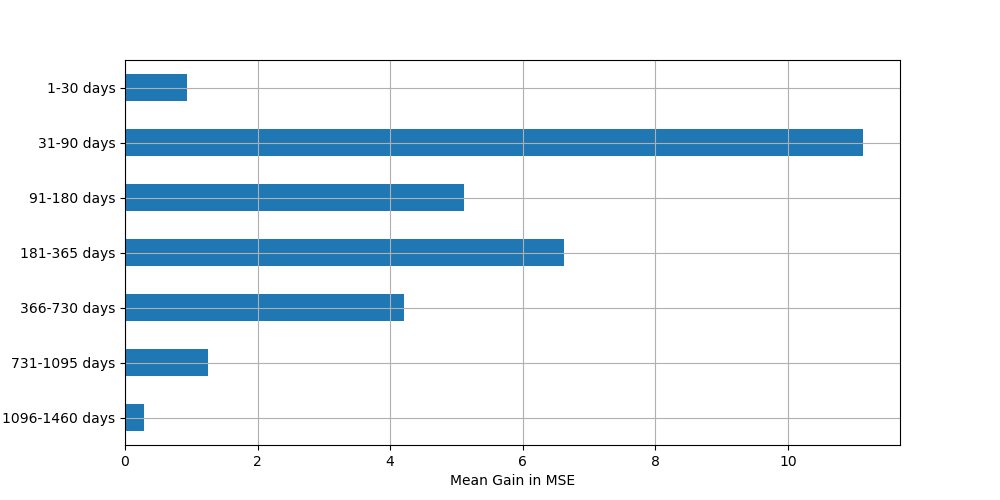 1-30 days
31-90 days
91-180 days
181-365 days
366-730 days
731-1095 days
1096-1460 days
0 2 4 6 8 10
Mean Gain in MSE